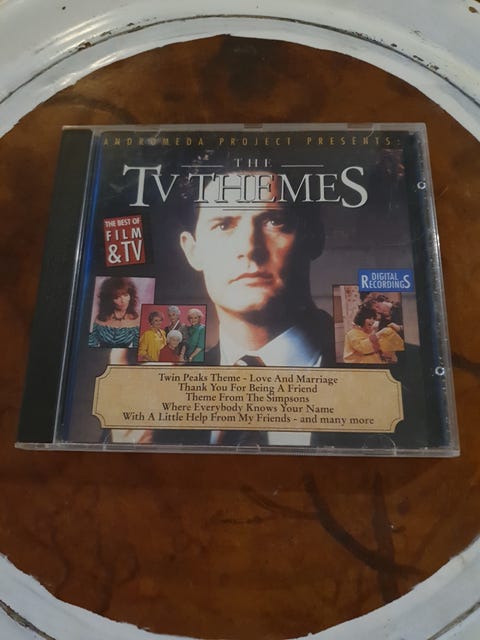 ANDROMEDA PROJECT PRESENTS:
THE
TV THEMES
THE BEST OF
FILM
& TV
DIGITAL
RECORDINGS
Twin Peaks Theme - Love And Marriage
Thank You For Being A Friend
Theme From The Simpsons
Where Everybody Knows Your Name
With A Little Help From My Friends - and many more